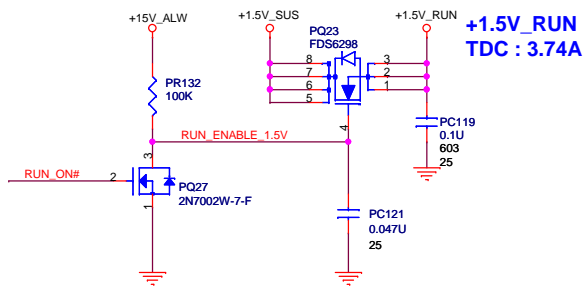 +15V_ALW
+1.5V_SUS
+1.5V_RUN
+1.5V_RUN
TDC : 3.74A
PQ23
FDS6298
8
7
6
5
3
2
1
4
PR132
100K
PC119
0.1U
603
25
RUN_ENABLE_1.5V
3
RUN_ON#
2
1
PQ27
2N7002W-7-F
PC121
0.047U
25